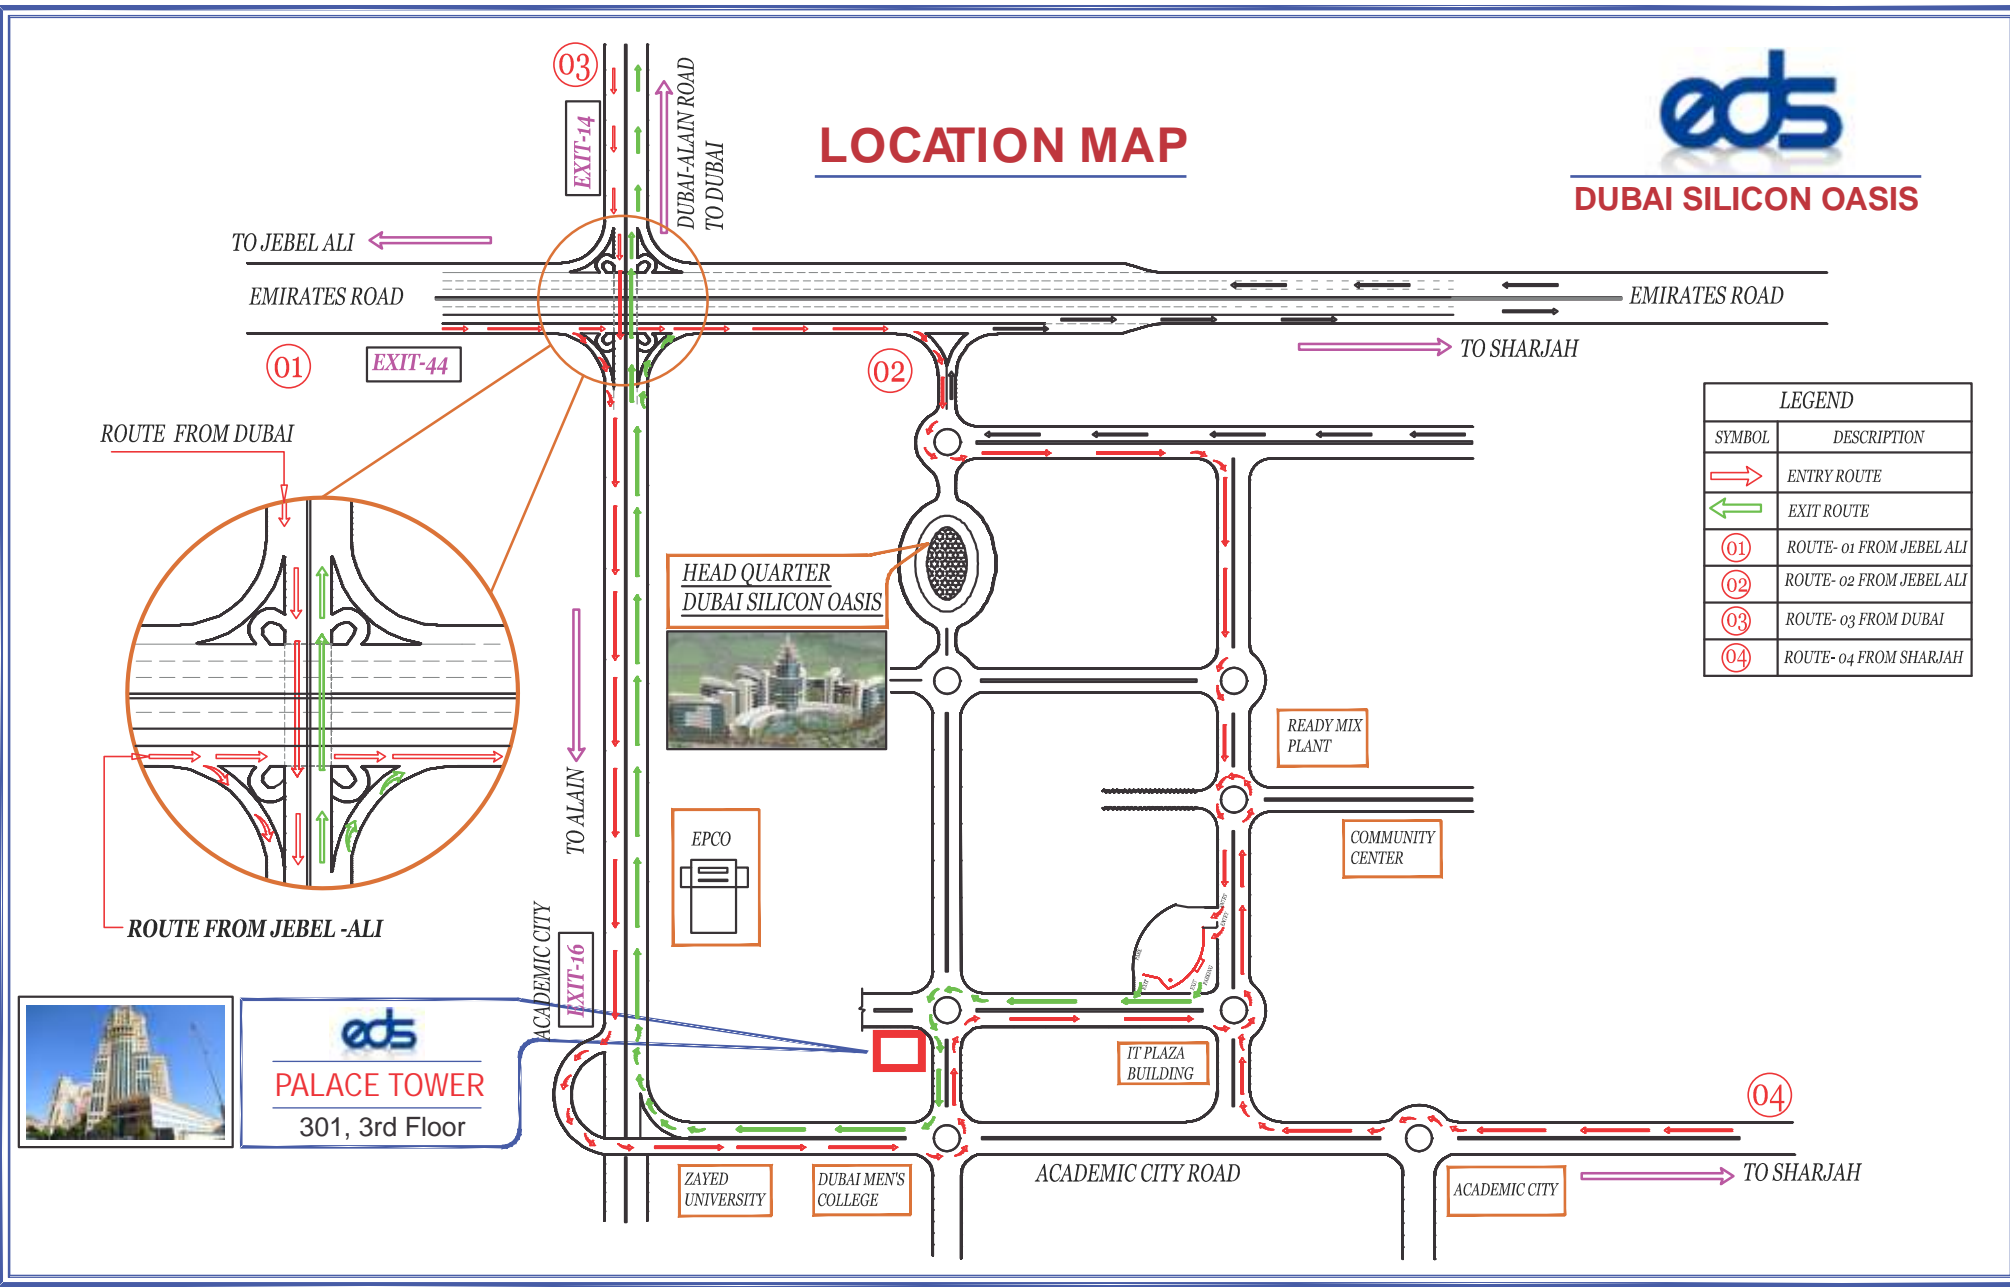 03
EXIT-14
DUBAI-ALAIN ROAD
TO DUBAI
LOCATION MAP
eds
DUBAI SILICON OASIS
TO JEBEL ALI
EMIRATES ROAD
EMIRATES ROAD
01
EXIT-44
02
TO SHARJAH
LEGEND
SYMBOL
DESCRIPTION
ENTRY ROUTE
EXIT ROUTE
01
ROUTE- 01 FROM JEBEL ALI
02
ROUTE- 02 FROM JEBEL ALI
03
ROUTE- 03 FROM DUBAI
04
ROUTE- 04 FROM SHARJAH
ROUTE FROM DUBAI
HEAD QUARTER
DUBAI SILICON OASIS
TO ALAIN
READY MIX
PLANT
EPCO
COMMUNITY
CENTER
ROUTE FROM JEBEL -ALI
ACADEMIC CITY
EXIT-16
EXIT
EXIT
PARKING
eds
PALACE TOWER
301, 3rd Floor
IT PLAZA
BUILDING
04
ACADEMIC CITY ROAD
TO SHARJAH
ZAYED
UNIVERSITY
DUBAI MEN'S
COLLEGE
ACADEMIC CITY